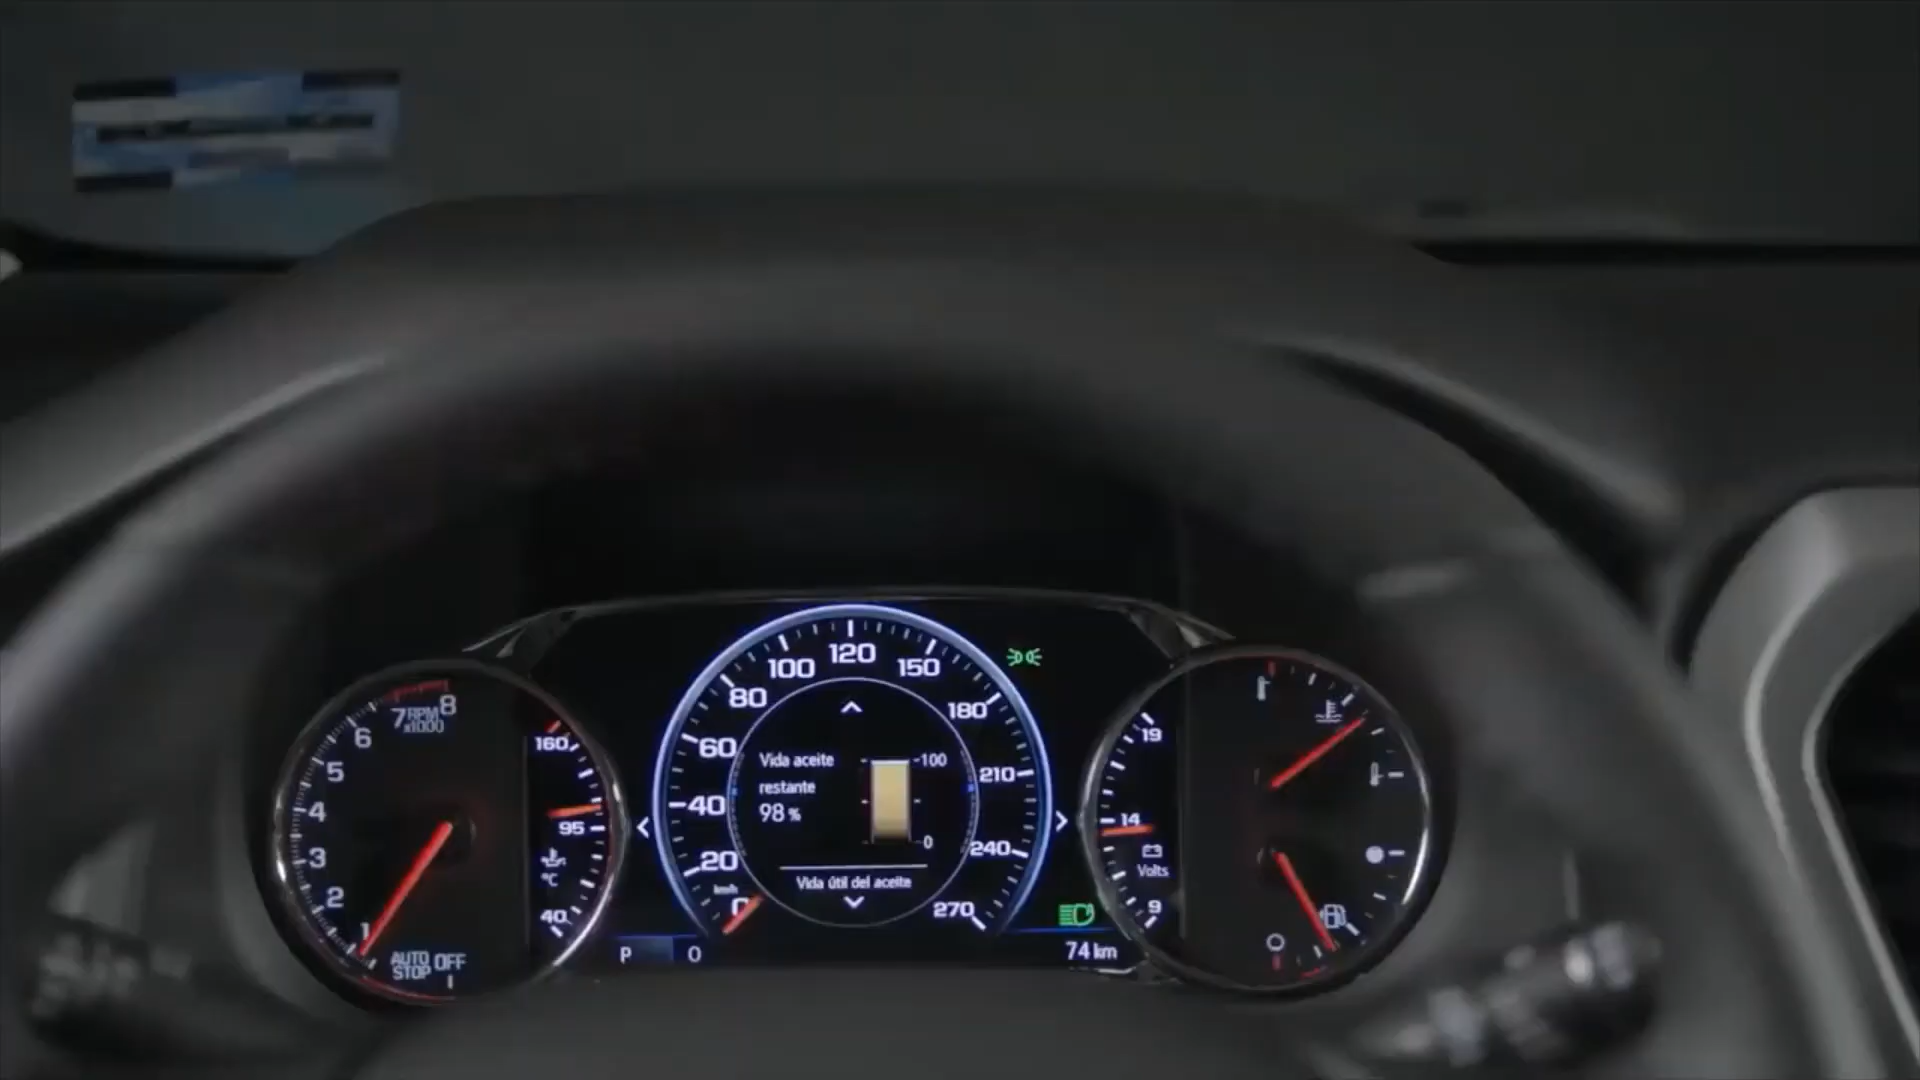 8
7 RPM
x1000
6
5
4
3
2
1
AUTO
STOP OFF
160
95
°C
40
120
100
150
80
180
60
210
40
240
20
270
km/h
0
Vida aceite
restante
98 %
100
0
Vida útil del aceite
P 0
74 km
19
14
Volts
9